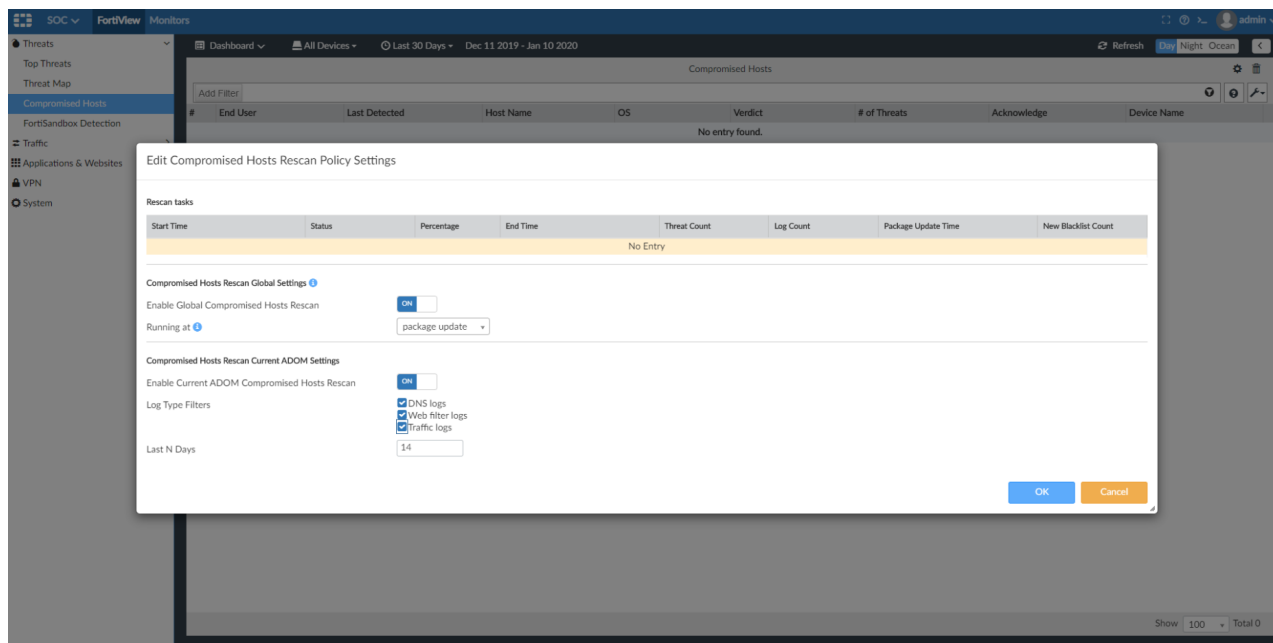 SOC FortiView Monitors admin
Threats
Top Threats
Threat Map
Compromised Hosts
FortiSandbox Detection
Traffic
Applications & Websites
VPN
System
Dashboard All Devices Last 30 Days Dec 11 2019 - Jan 10 2020 Refresh Day Night Ocean
Compromised Hosts
Add Filter
# End User Last Detected Host Name OS Verdict # of Threats Acknowledge Device Name
No entry found.
Edit Compromised Hosts Rescan Policy Settings
Rescan tasks
Start Time Status Percentage End Time Threat Count Log Count Package Update Time New Blacklist Count
No Entry
Compromised Hosts Rescan Global Settings
Enable Global Compromised Hosts Rescan ON
Running at package update
Compromised Hosts Rescan Current ADOM Settings
Enable Current ADOM Compromised Hosts Rescan ON
Log Type Filters DNS logs
Web filter logs
Traffic logs
Last N Days 14
OK Cancel
Show 100 Total 0